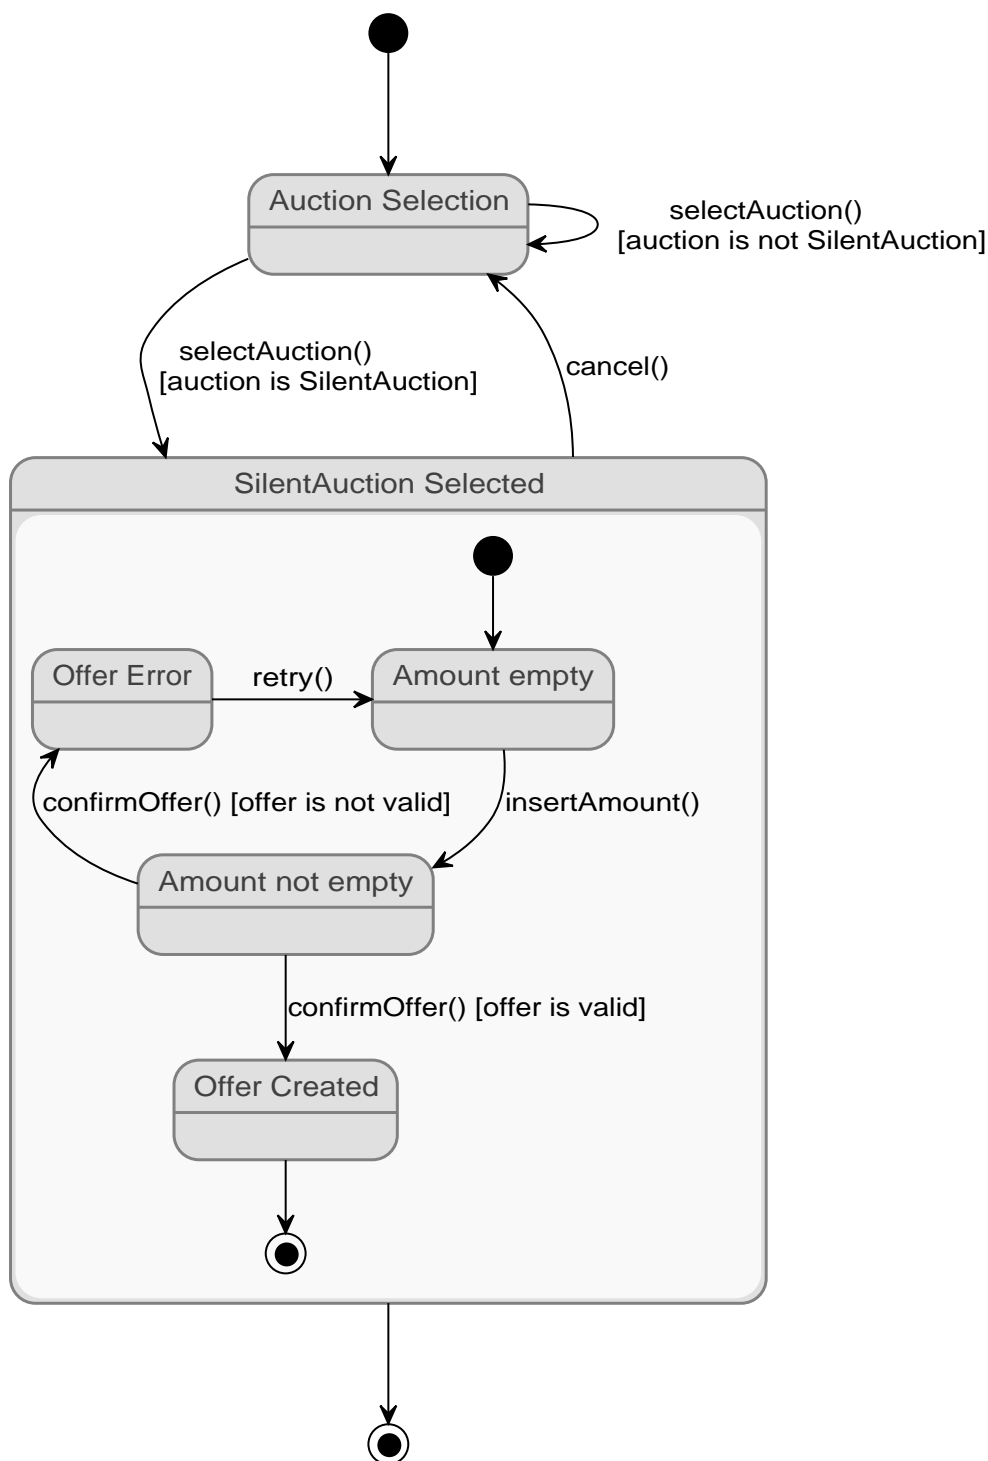 Auction Selection
selectAuction()
[auction is not SilentAuction]
selectAuction()
[auction is SilentAuction]
cancel()
SilentAuction Selected
Offer Error
retry()
Amount empty
confirmOffer() [offer is not valid]
insertAmount()
Amount not empty
confirmOffer() [offer is valid]
Offer Created